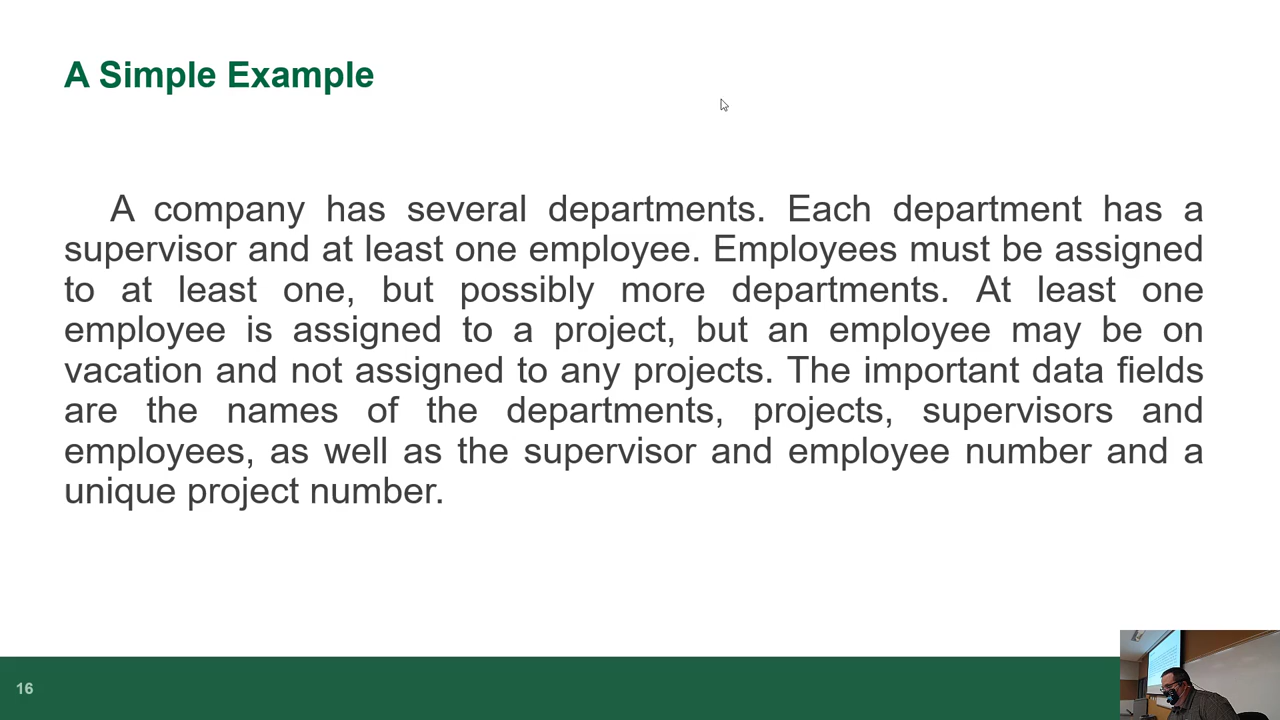 A Simple Example
A company has several departments. Each department has a
supervisor and at least one employee. Employees must be assigned
to at least one, but possibly more departments. At least one
employee is assigned to a project, but an employee may be on
vacation and not assigned to any projects. The important data fields
are the names of the departments, projects, supervisors and
employees, as well as the supervisor and employee number and a
unique project number.
16